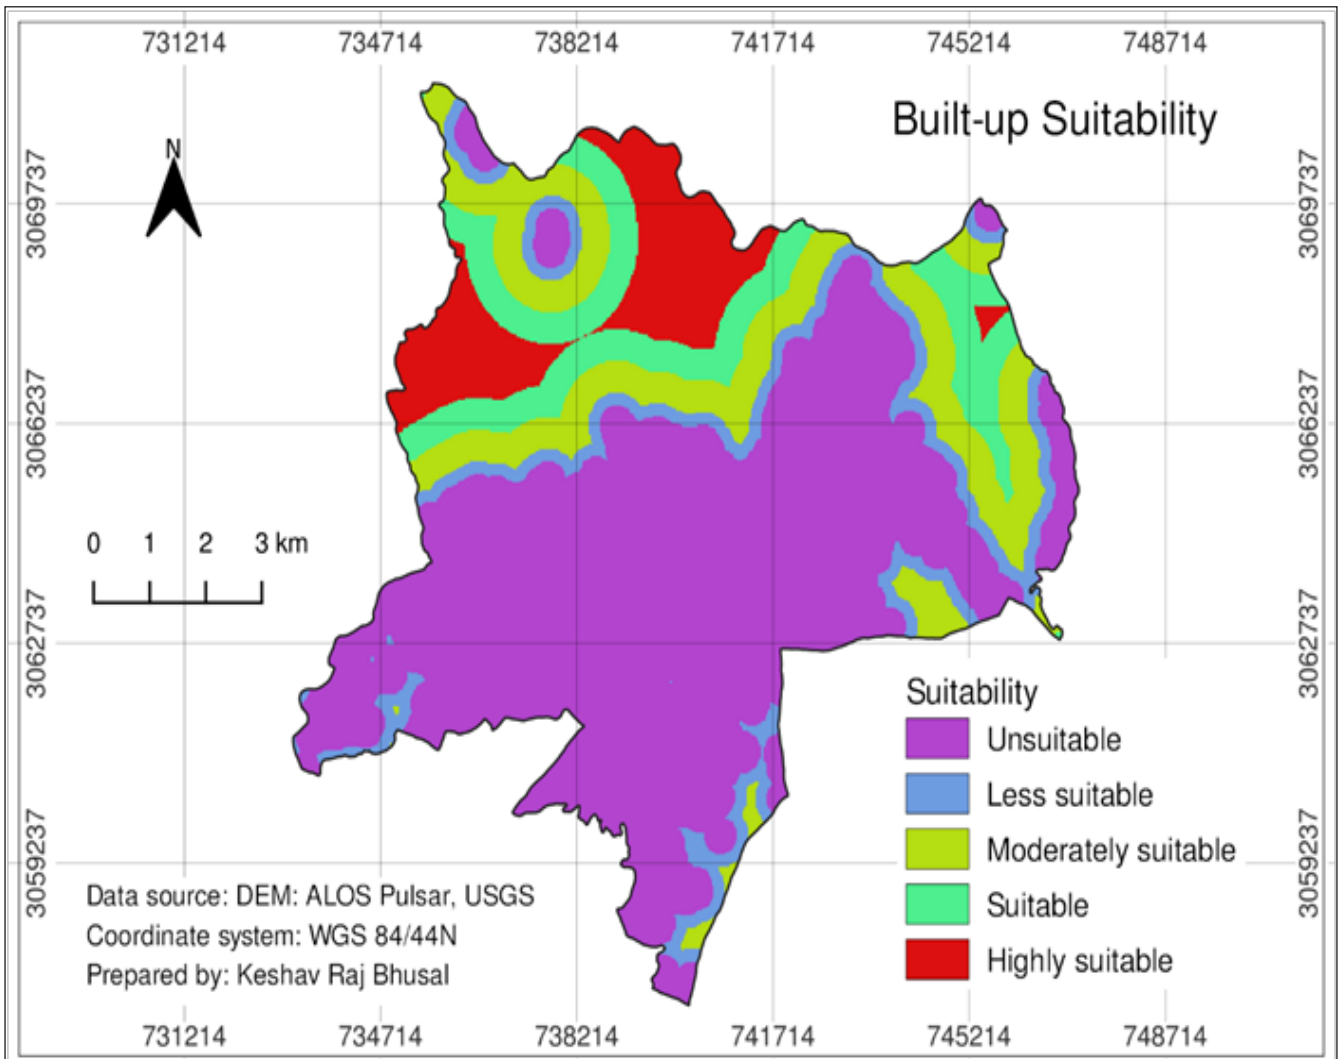 731214 734714 738214 741714 745214 748714
Built-up Suitability
N
3069737 3069737
3066237 3066237
0 1 2 3 km
3062737 3062737
Suitability
Unsuitable
Less suitable
Moderately suitable
Suitable
Highly suitable
3059237 3059237
Data source: DEM: ALOS Pulsar, USGS
Coordinate system: WGS 84/44N
Prepared by: Keshav Raj Bhusal
731214 734714 738214 741714 745214 748714